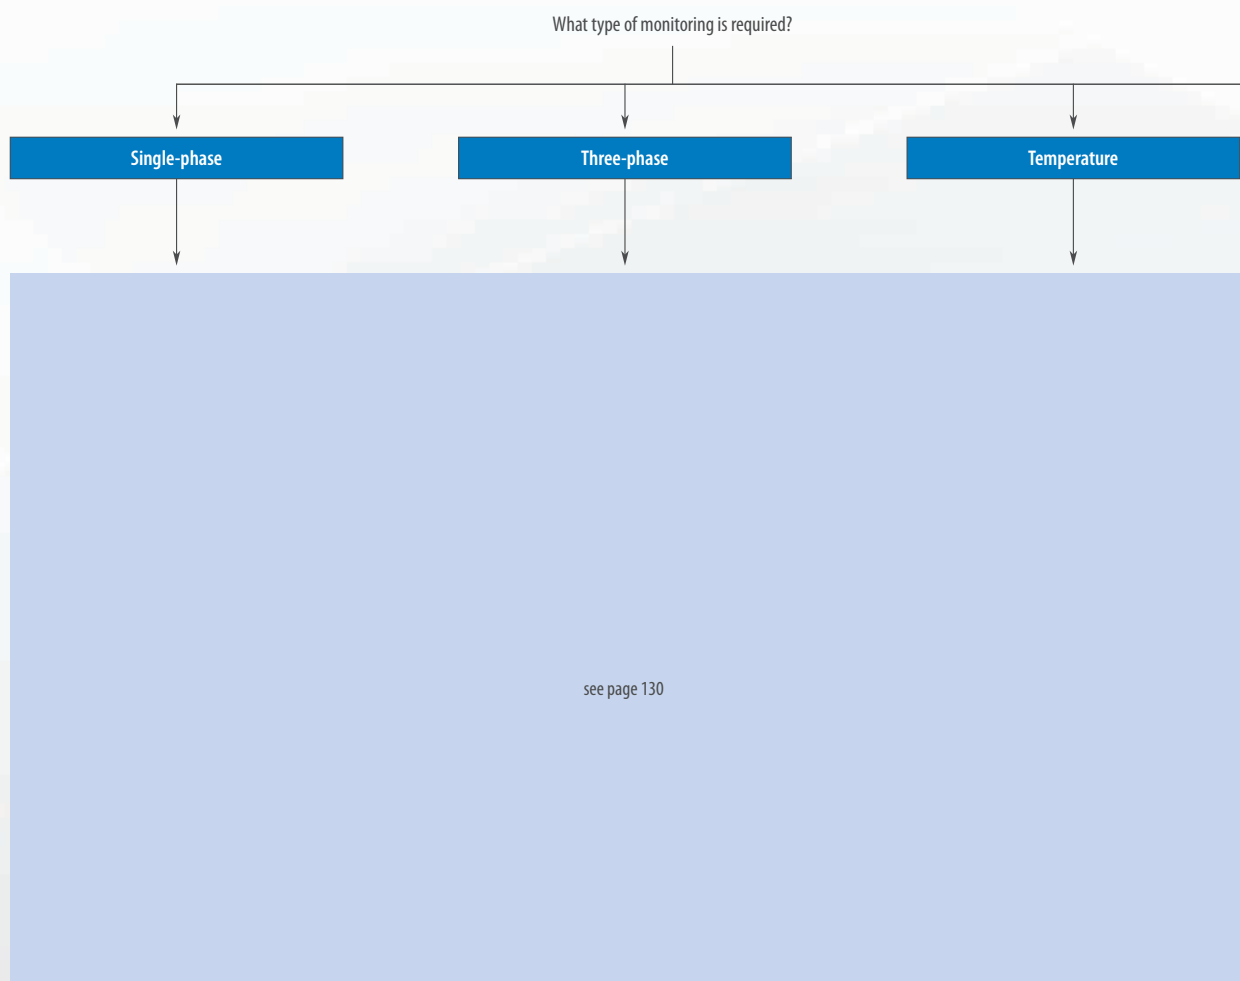 What type of monitoring is required?
Single-phase
Three-phase
Temperature
see page 130